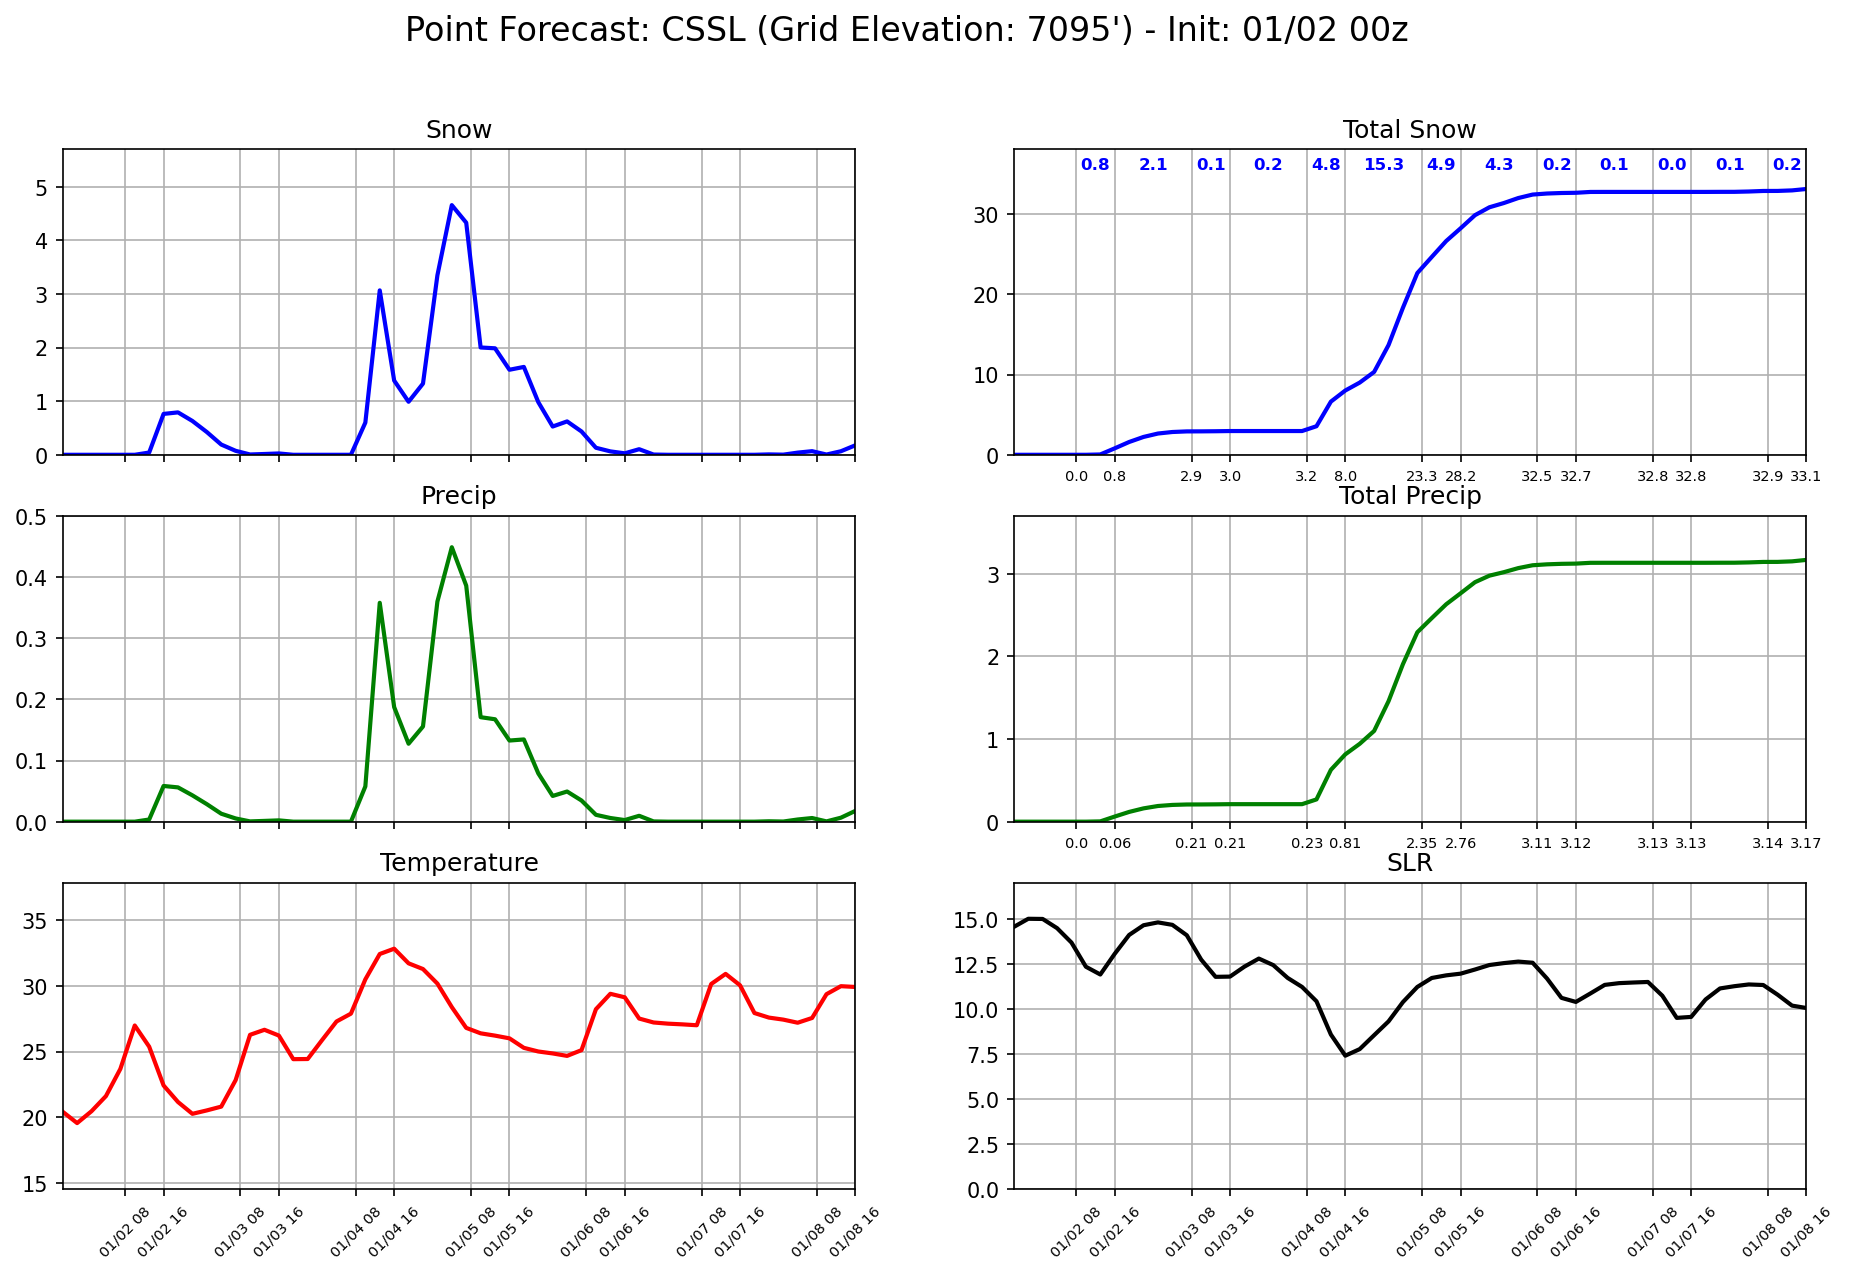 Point Forecast: CSSL (Grid Elevation: 7095') - Init: 01/02 00z
Snow
5
4
3
2
1
0
Total Snow
0.8 2.1 0.1 0.2 4.8 15.3 4.9 4.3 0.2 0.1 0.0 0.1 0.2
30
20
10
0
0.0 0.8 2.9 3.0 3.2 8.0 23.3 28.2 32.5 32.7 32.8 32.8 32.9 33.1
Precip
0.5
0.4
0.3
0.2
0.1
0.0
Total Precip
3
2
1
0
0.0 0.06 0.21 0.21 0.23 0.81 2.35 2.76 3.11 3.12 3.13 3.13 3.14 3.17
Temperature
35
30
25
20
15
01/02 08 01/02 16 01/03 08 01/03 16 01/04 08 01/04 16 01/05 08 01/05 16 01/06 08 01/06 16 01/07 08 01/07 16 01/08 08 01/08 16
SLR
15.0
12.5
10.0
7.5
5.0
2.5
0.0
01/02 08 01/02 16 01/03 08 01/03 16 01/04 08 01/04 16 01/05 08 01/05 16 01/06 08 01/06 16 01/07 08 01/07 16 01/08 08 01/08 16